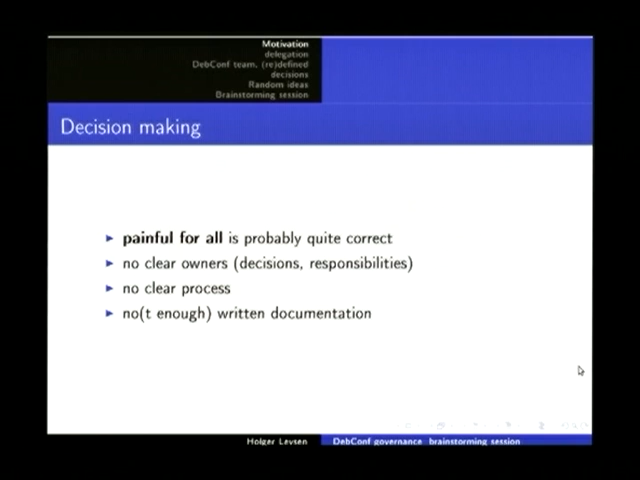 Motivation
delegation
DebConf team, (re)defined
decisions
Random ideas
Brainstorming session
Decision making
painful for all is probably quite correct
no clear owners (decisions, responsibilities)
no clear process
no(t enough) written documentation
Holger Levsen
DebConf governance brainstorming session